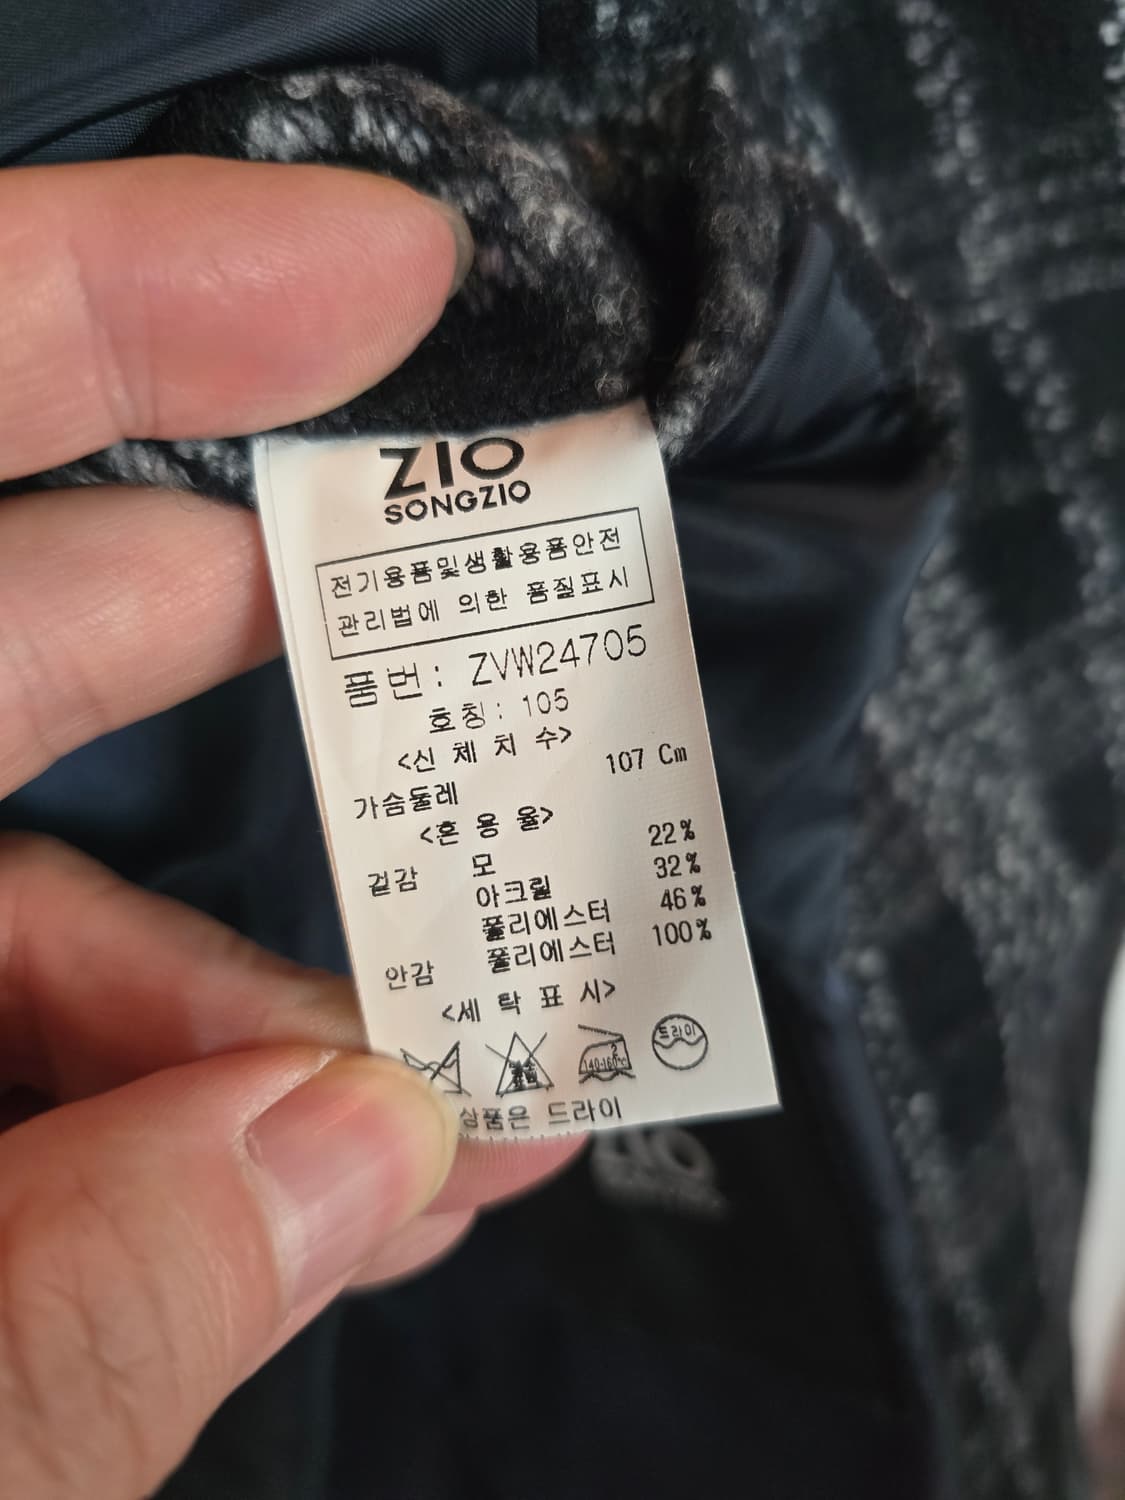 ZIO
SONGZIO
전기용품및생활용품안전
관리법에 의한 품질표시
품번: ZVW24705
호칭: 105
<신 체 치 수>
가슴둘레 107 Cm
<혼 용 율>
겉감 모 22%
아크릴 32%
폴리에스터 46%
안감 폴리에스터 100%
<세 탁 표 시>
140-160℃ 드라이
상품은 드라이